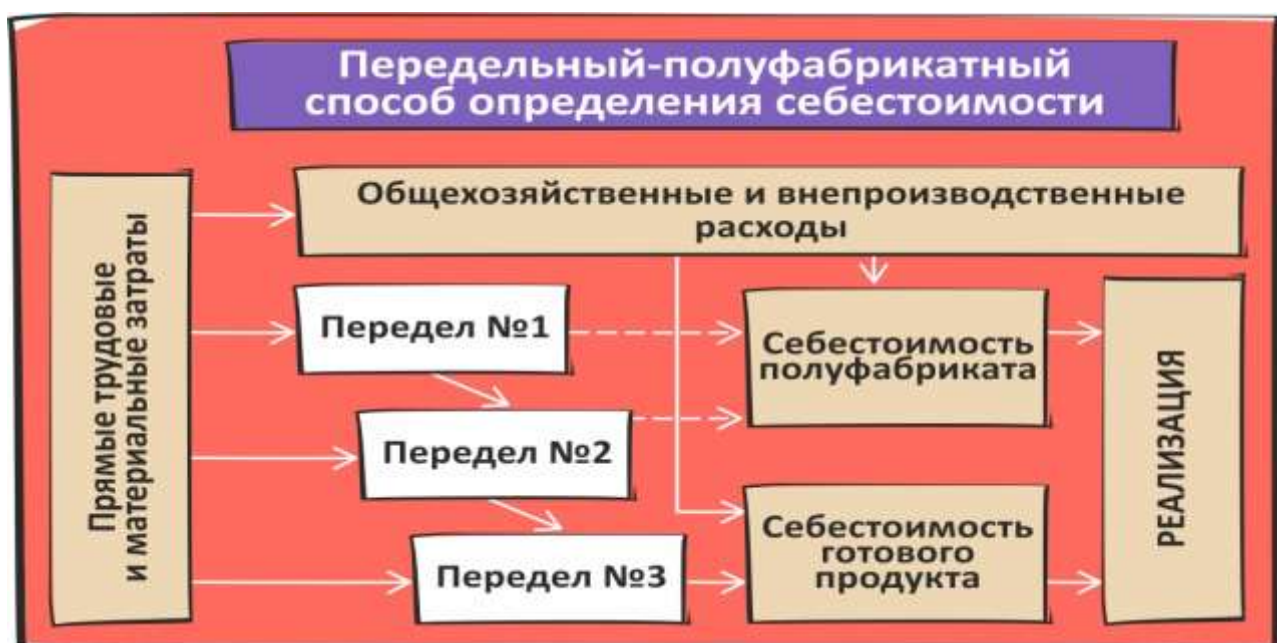 Передельный-полуфабрикатный
способ определения себестоимости
Прямые трудовые
и материальные затраты
Общехозяйственные и внепроизводственные
расходы
Передел №1
Передел №2
Передел №3
Себестоимость
полуфабриката
Себестоимость
готового
продукта
РЕАЛИЗАЦИЯ